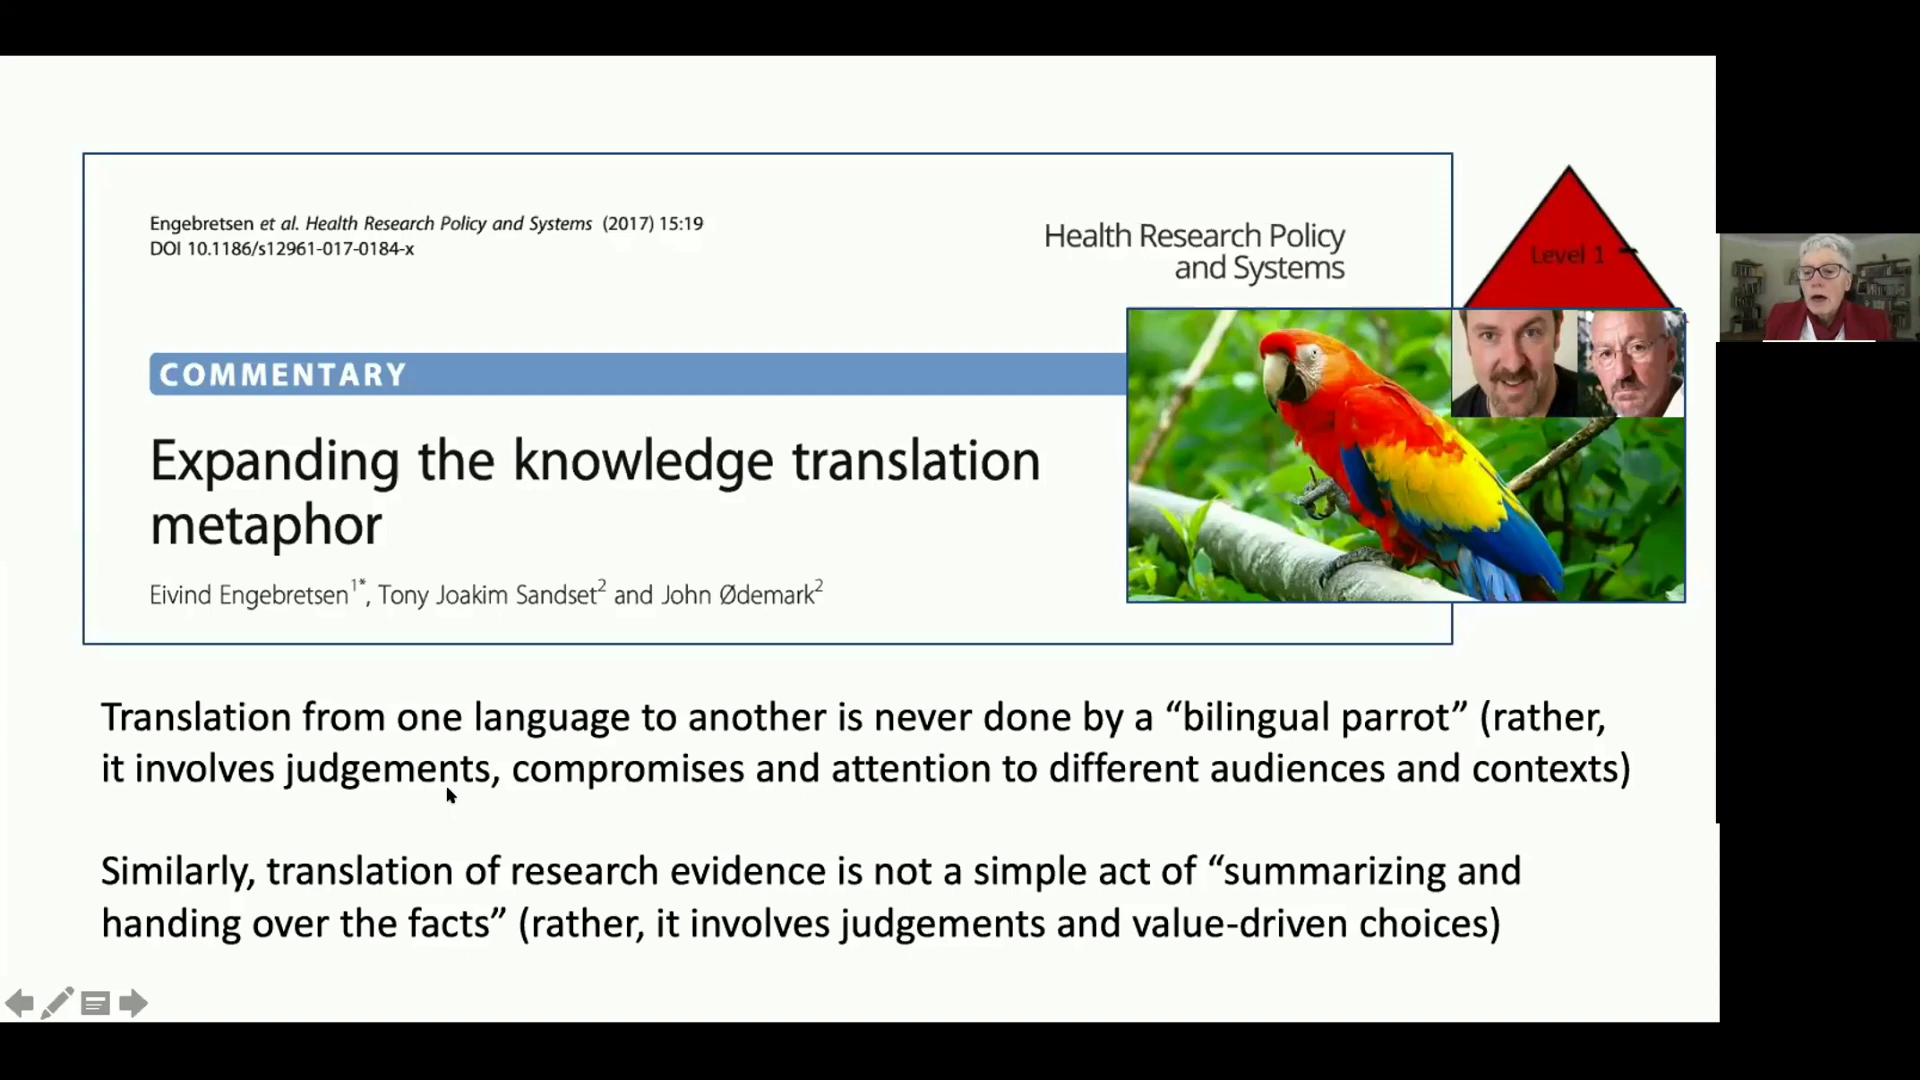 Engebretsen et al. Health Research Policy and Systems (2017) 15:19
DOI 10.1186/s12961-017-0184-x
Health Research Policy
and Systems
Level 1
COMMENTARY
Expanding the knowledge translation
metaphor
Eivind Engebretsen1*, Tony Joakim Sandset2 and John Ødemark2
Translation from one language to another is never done by a “bilingual parrot” (rather,
it involves judgements, compromises and attention to different audiences and contexts)
Similarly, translation of research evidence is not a simple act of “summarizing and
handing over the facts” (rather, it involves judgements and value-driven choices)